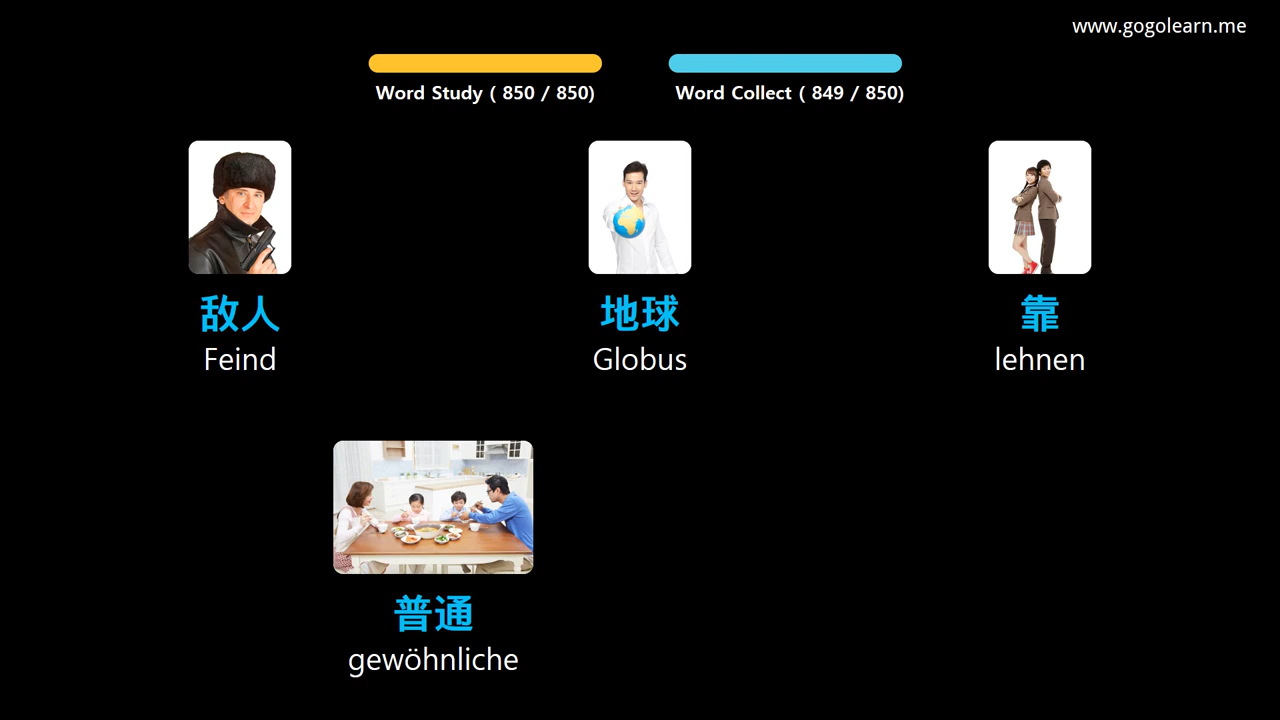 www.gogolearn.me
Word Study ( 850 / 850)
Word Collect ( 849 / 850)
敌人
Feind
地球
Globus
靠
lehnen
普通
gewöhnliche